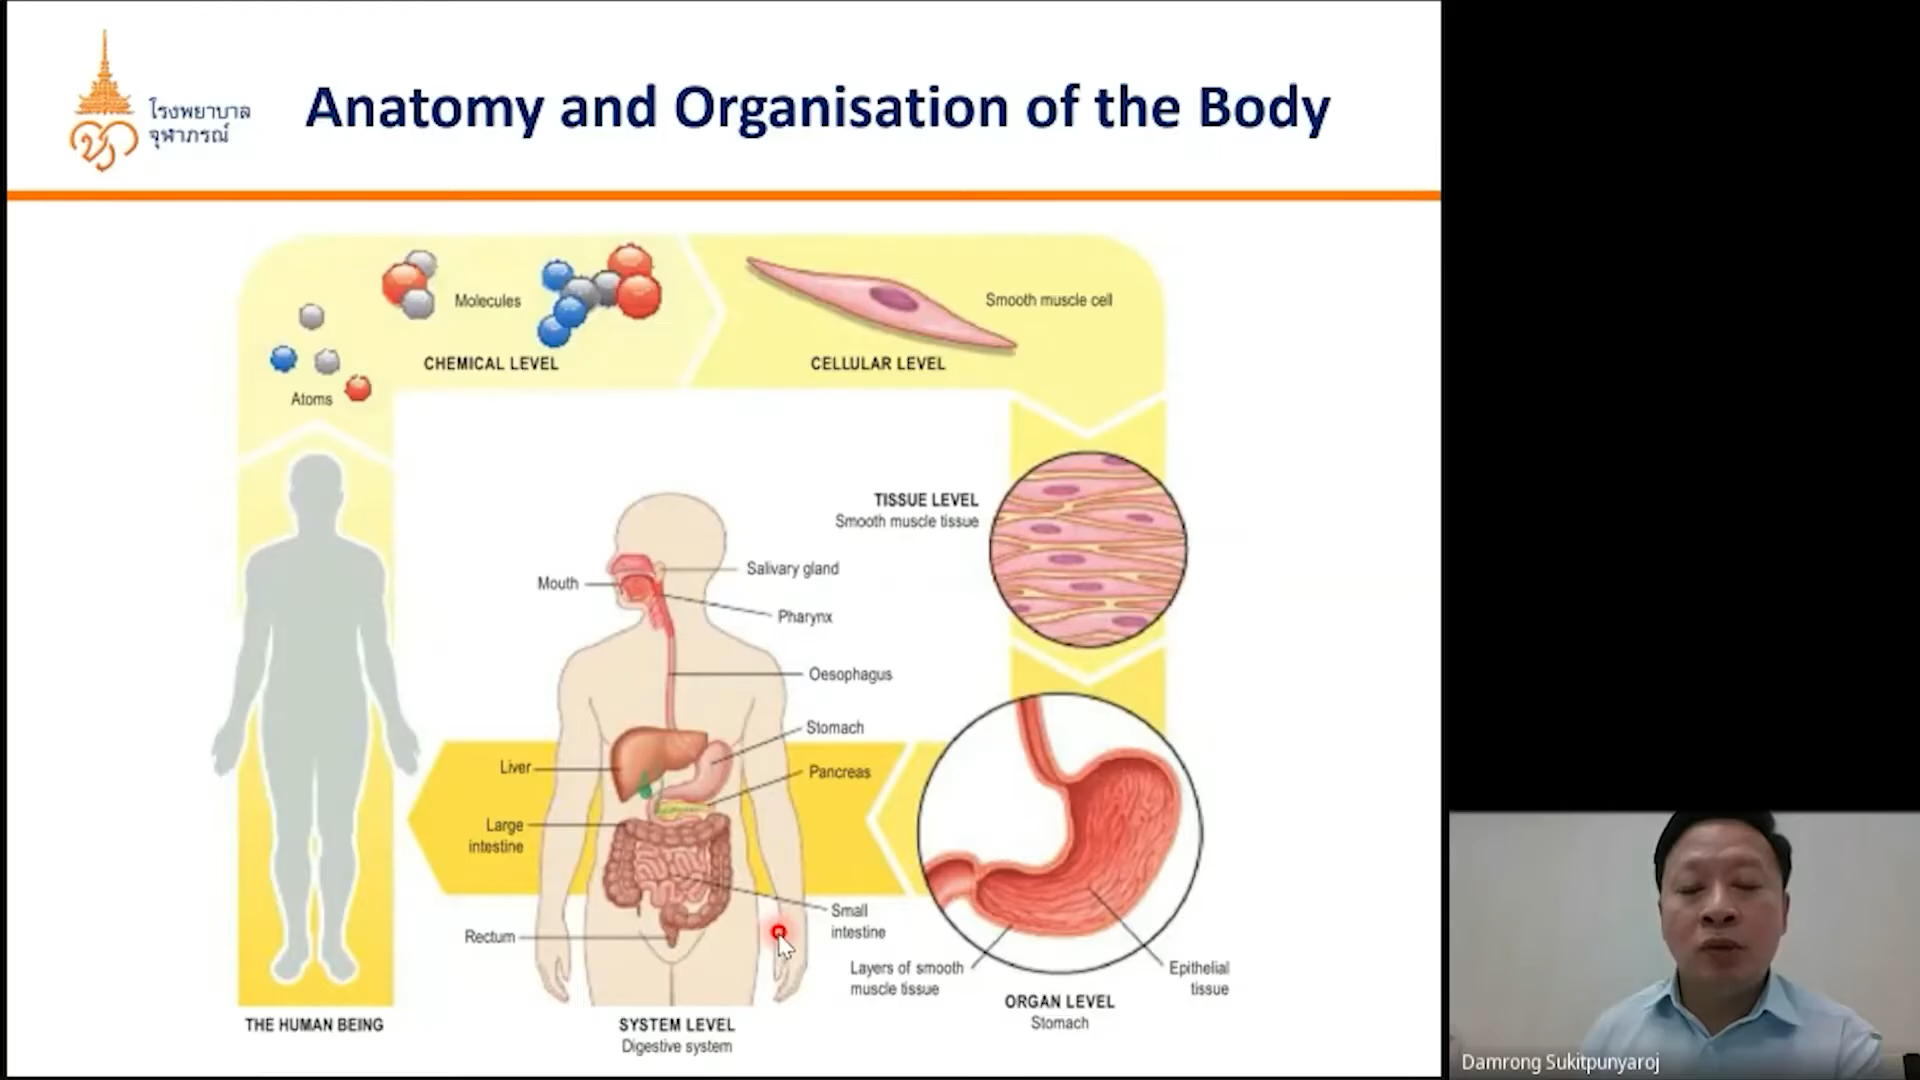 โรงพยาบาล
จุฬาภรณ์
Anatomy and Organisation of the Body
Molecules
Smooth muscle cell
CHEMICAL LEVEL
CELLULAR LEVEL
Atoms
TISSUE LEVEL
Smooth muscle tissue
Salivary gland
Mouth
Pharynx
Oesophagus
Stomach
Liver
Pancreas
Large
intestine
Small
intestine
Rectum
Layers of smooth
muscle tissue
Epithelial
tissue
ORGAN LEVEL
Stomach
THE HUMAN BEING
SYSTEM LEVEL
Digestive system
Damrong Sukitpunyaroj